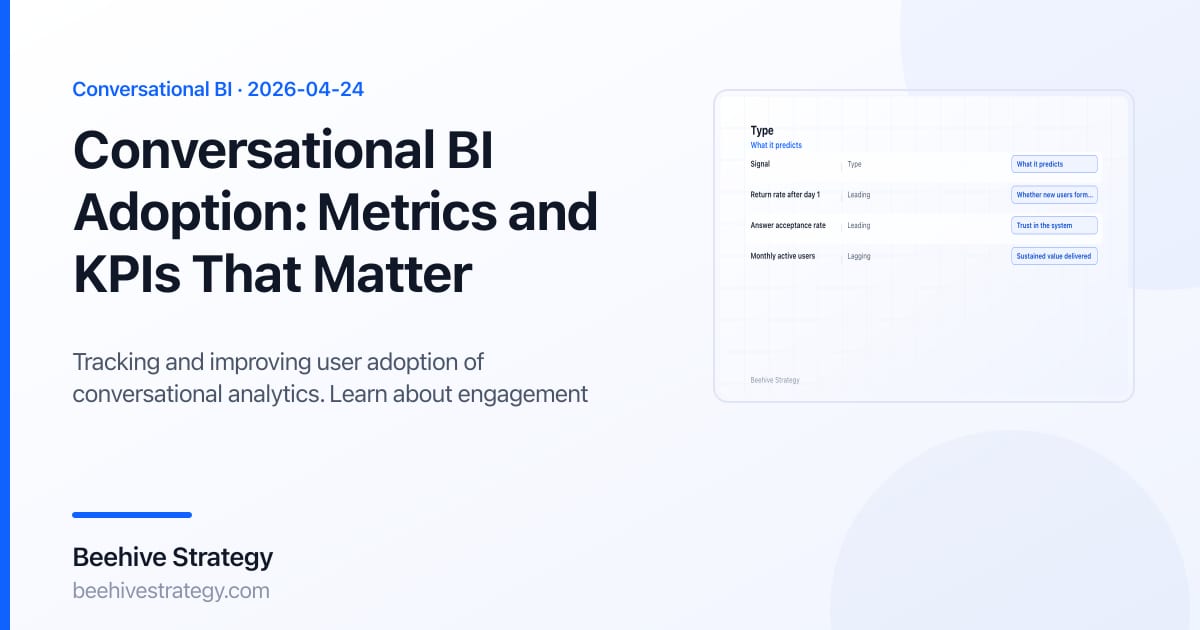 Conversational BI · 2026-04-24
Conversational BI
Adoption: Metrics and
KPIs That Matter
Tracking and improving user adoption of
conversational analytics. Learn about engagement
Beehive Strategy
beehivestrategy.com
Type
What it predicts
Signal Type What it predicts
Return rate after day 1 Leading Whether new users form...
Answer acceptance rate Leading Trust in the system
Monthly active users Lagging Sustained value delivered
Beehive Strategy